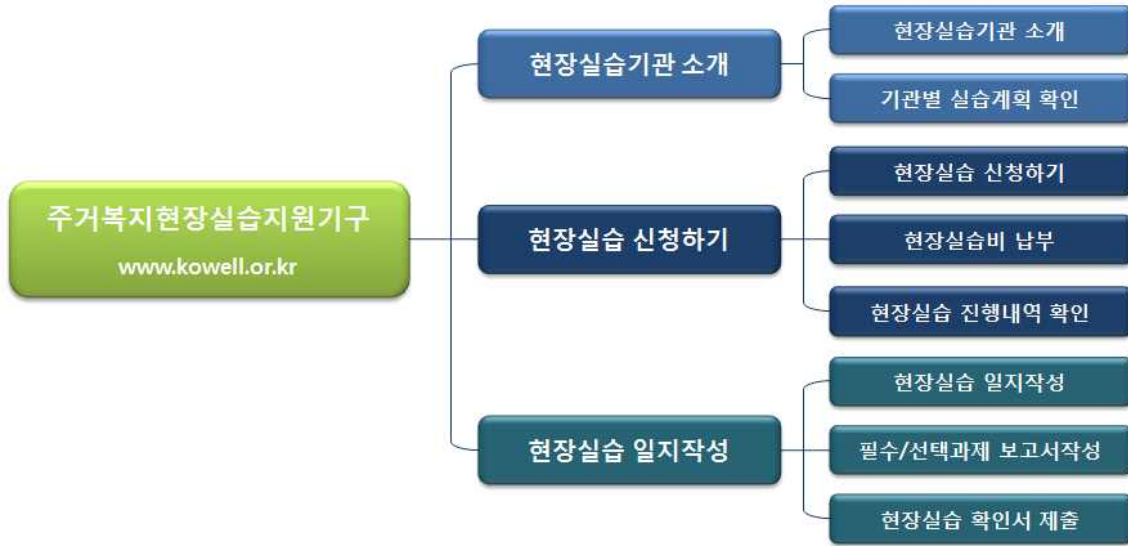 주거복지현장실습지원기구
www.kowell.or.kr
현장실습기관 소개
현장실습기관 소개
기관별 실습계획 확인
현장실습 신청하기
현장실습 신청하기
현장실습비 납부
현장실습 진행내역 확인
현장실습 일지작성
현장실습 일지작성
필수/선택과제 보고서작성
현장실습 확인서 제출